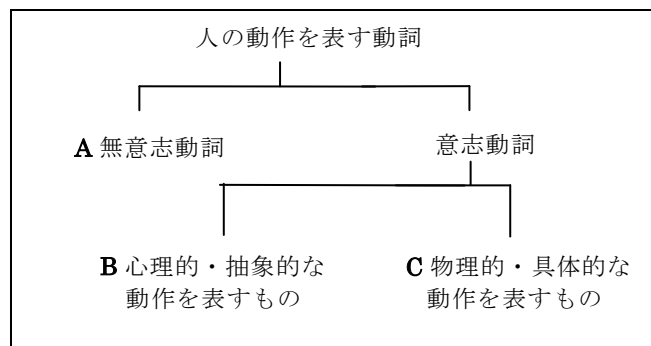 人の動作を表す動詞
A 無意志動詞
意志動詞
B 心理的・抽象的な
動作を表すもの
C 物理的・具体的な
動作を表すもの